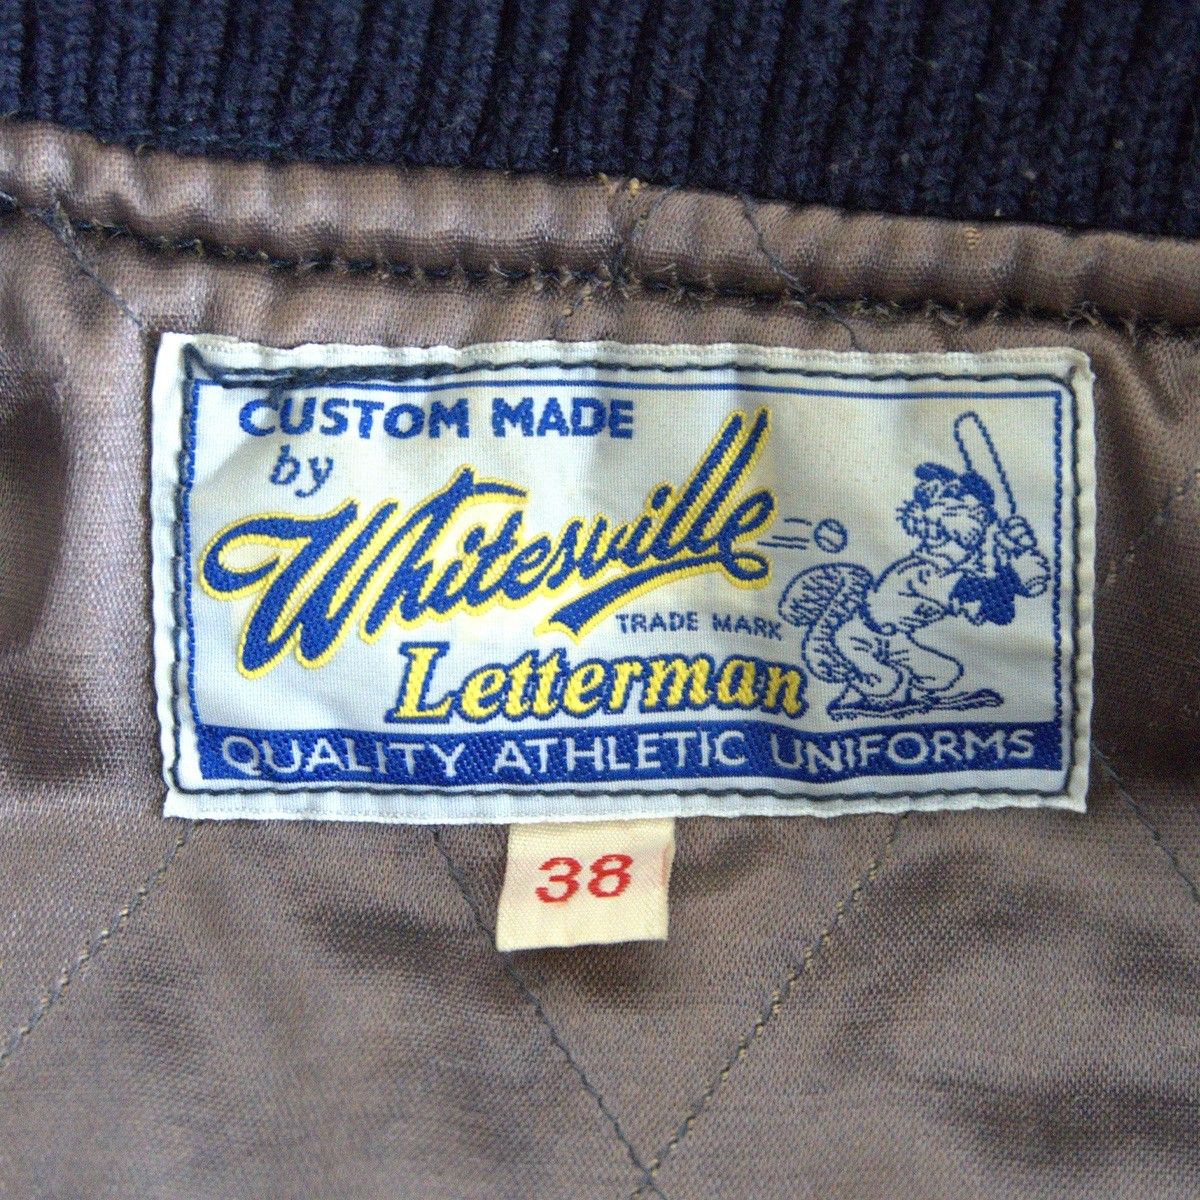 CUSTOM MADE
by
Whitesville
TRADE MARK
Letterman
QUALITY ATHLETIC UNIFORMS
38